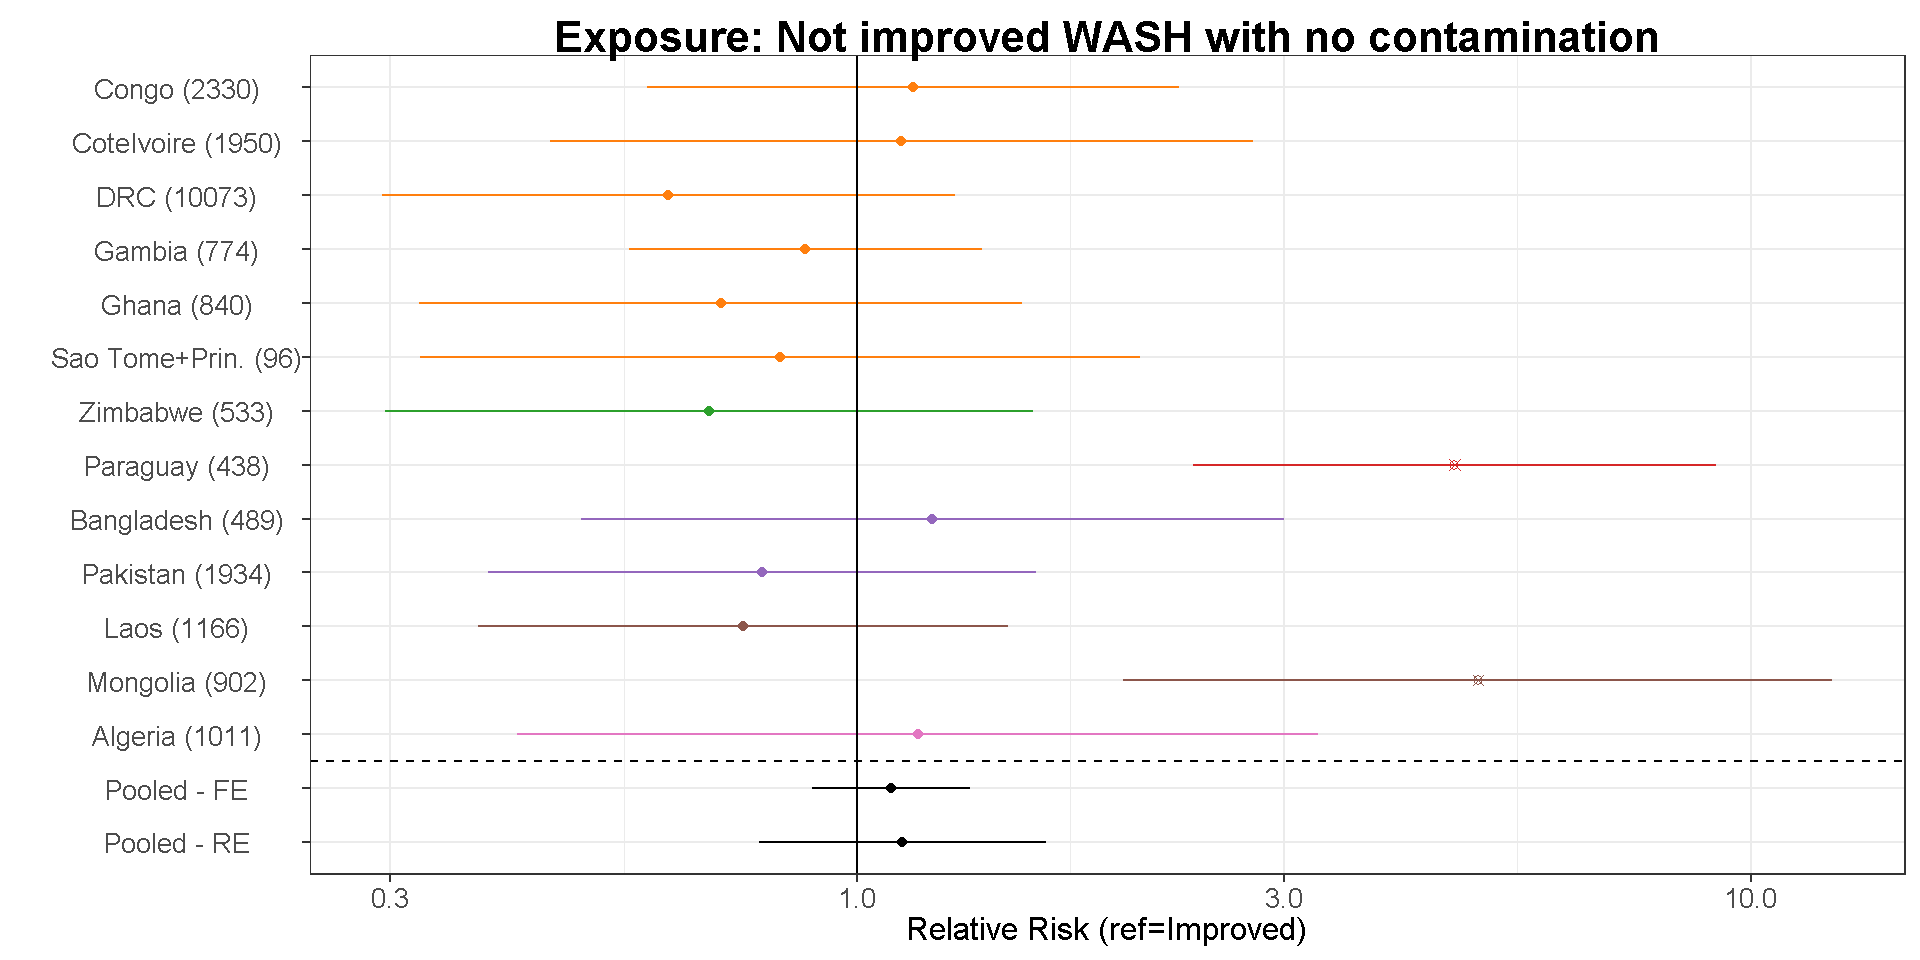 Exposure: Not improved WASH with no contamination
Congo (2330)
CoteIvoire (1950)
DRC (10073)
Gambia (774)
Ghana (840)
Sao Tome+Prin. (96)
Zimbabwe (533)
Paraguay (438)
Bangladesh (489)
Pakistan (1934)
Laos (1166)
Mongolia (902)
Algeria (1011)
Pooled - FE
Pooled - RE
0.3 1.0 3.0 10.0
Relative Risk (ref=Improved)